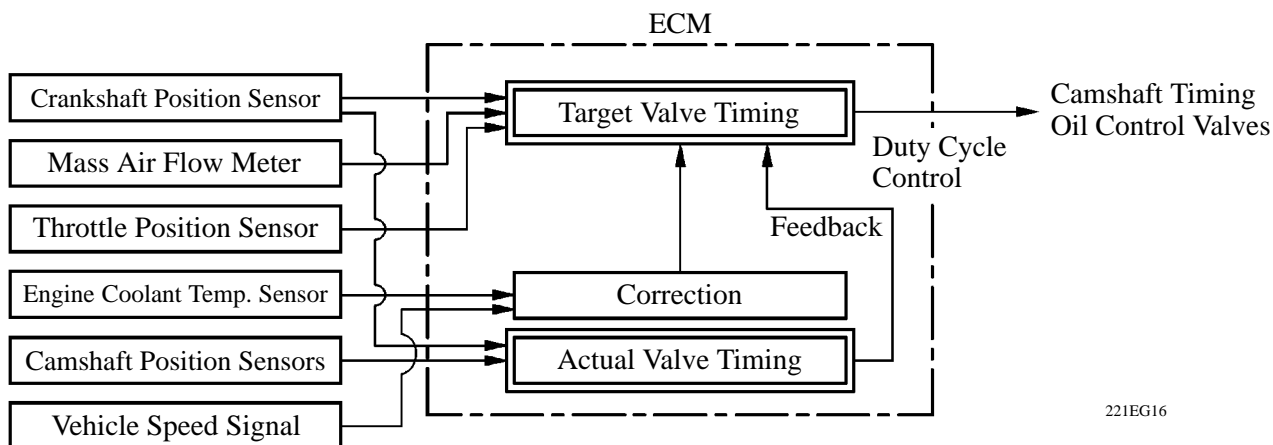 ECM
Crankshaft Position Sensor
Mass Air Flow Meter
Throttle Position Sensor
Engine Coolant Temp. Sensor
Camshaft Position Sensors
Vehicle Speed Signal
Target Valve Timing
Correction
Actual Valve Timing
Feedback
Duty Cycle
Control
Camshaft Timing
Oil Control Valves
221EG16